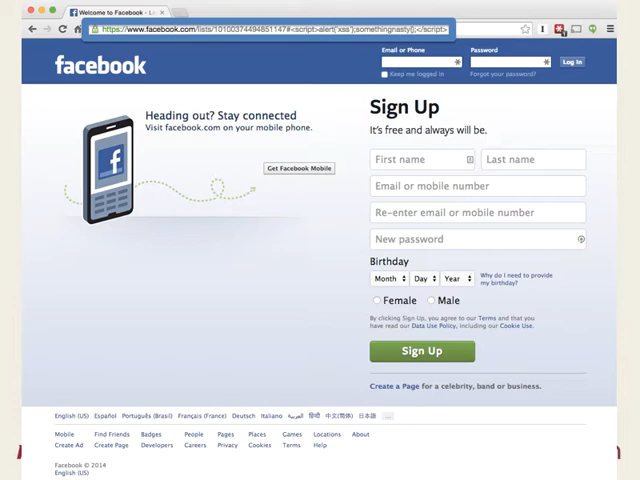 Welcome to Facebook - L
https://www.facebook.com/lists/10100374494851147#<script>alert('xss');somethingnasty();</script>
facebook
Email or Phone
Password
Log In
Keep me logged in
Forgot your password?
Heading out? Stay connected
Visit facebook.com on your mobile phone.
Get Facebook Mobile
Sign Up
It's free and always will be.
First name
Last name
Email or mobile number
Re-enter email or mobile number
New password
Birthday
Month
Day
Year
Why do I need to provide
my birthday?
Female
Male
By clicking Sign Up, you agree to our Terms and that you
have read our Data Use Policy, including our Cookie Use.
Sign Up
Create a Page for a celebrity, band or business.
English (US) Español Português (Brasil) Français (France) Deutsch Italiano العربية हिन्दी 中文(简体) 日本語 ...
Mobile Find Friends Badges People Pages Places Games Locations About
Create Ad Create Page Developers Careers Privacy Cookies Terms Help
Facebook © 2014
English (US)